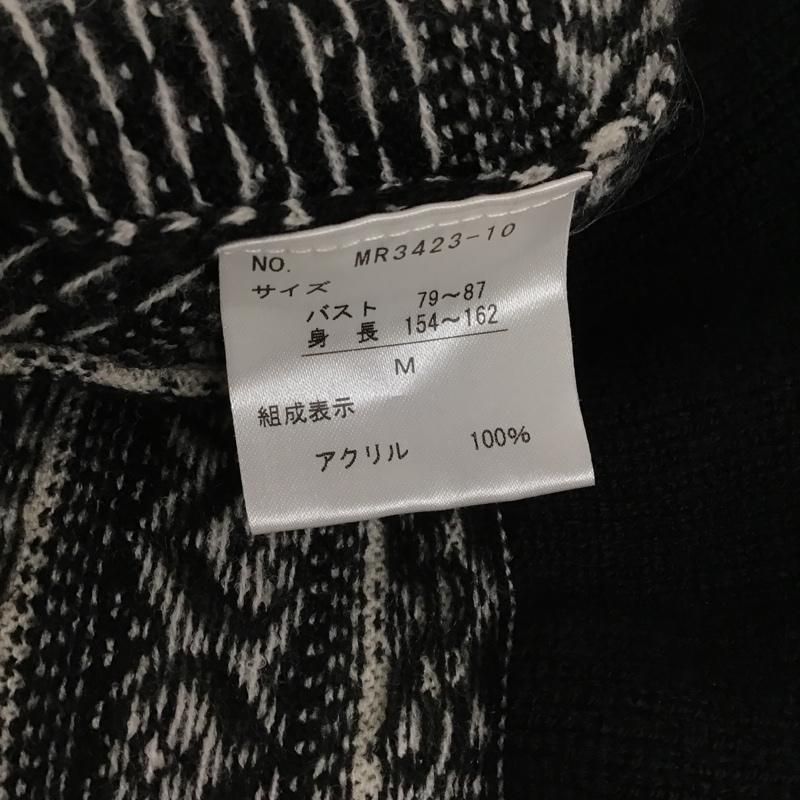 NO. MR3423-10
サイズ
バスト 79～87
身長 154～162
M
組成表示
アクリル 100%